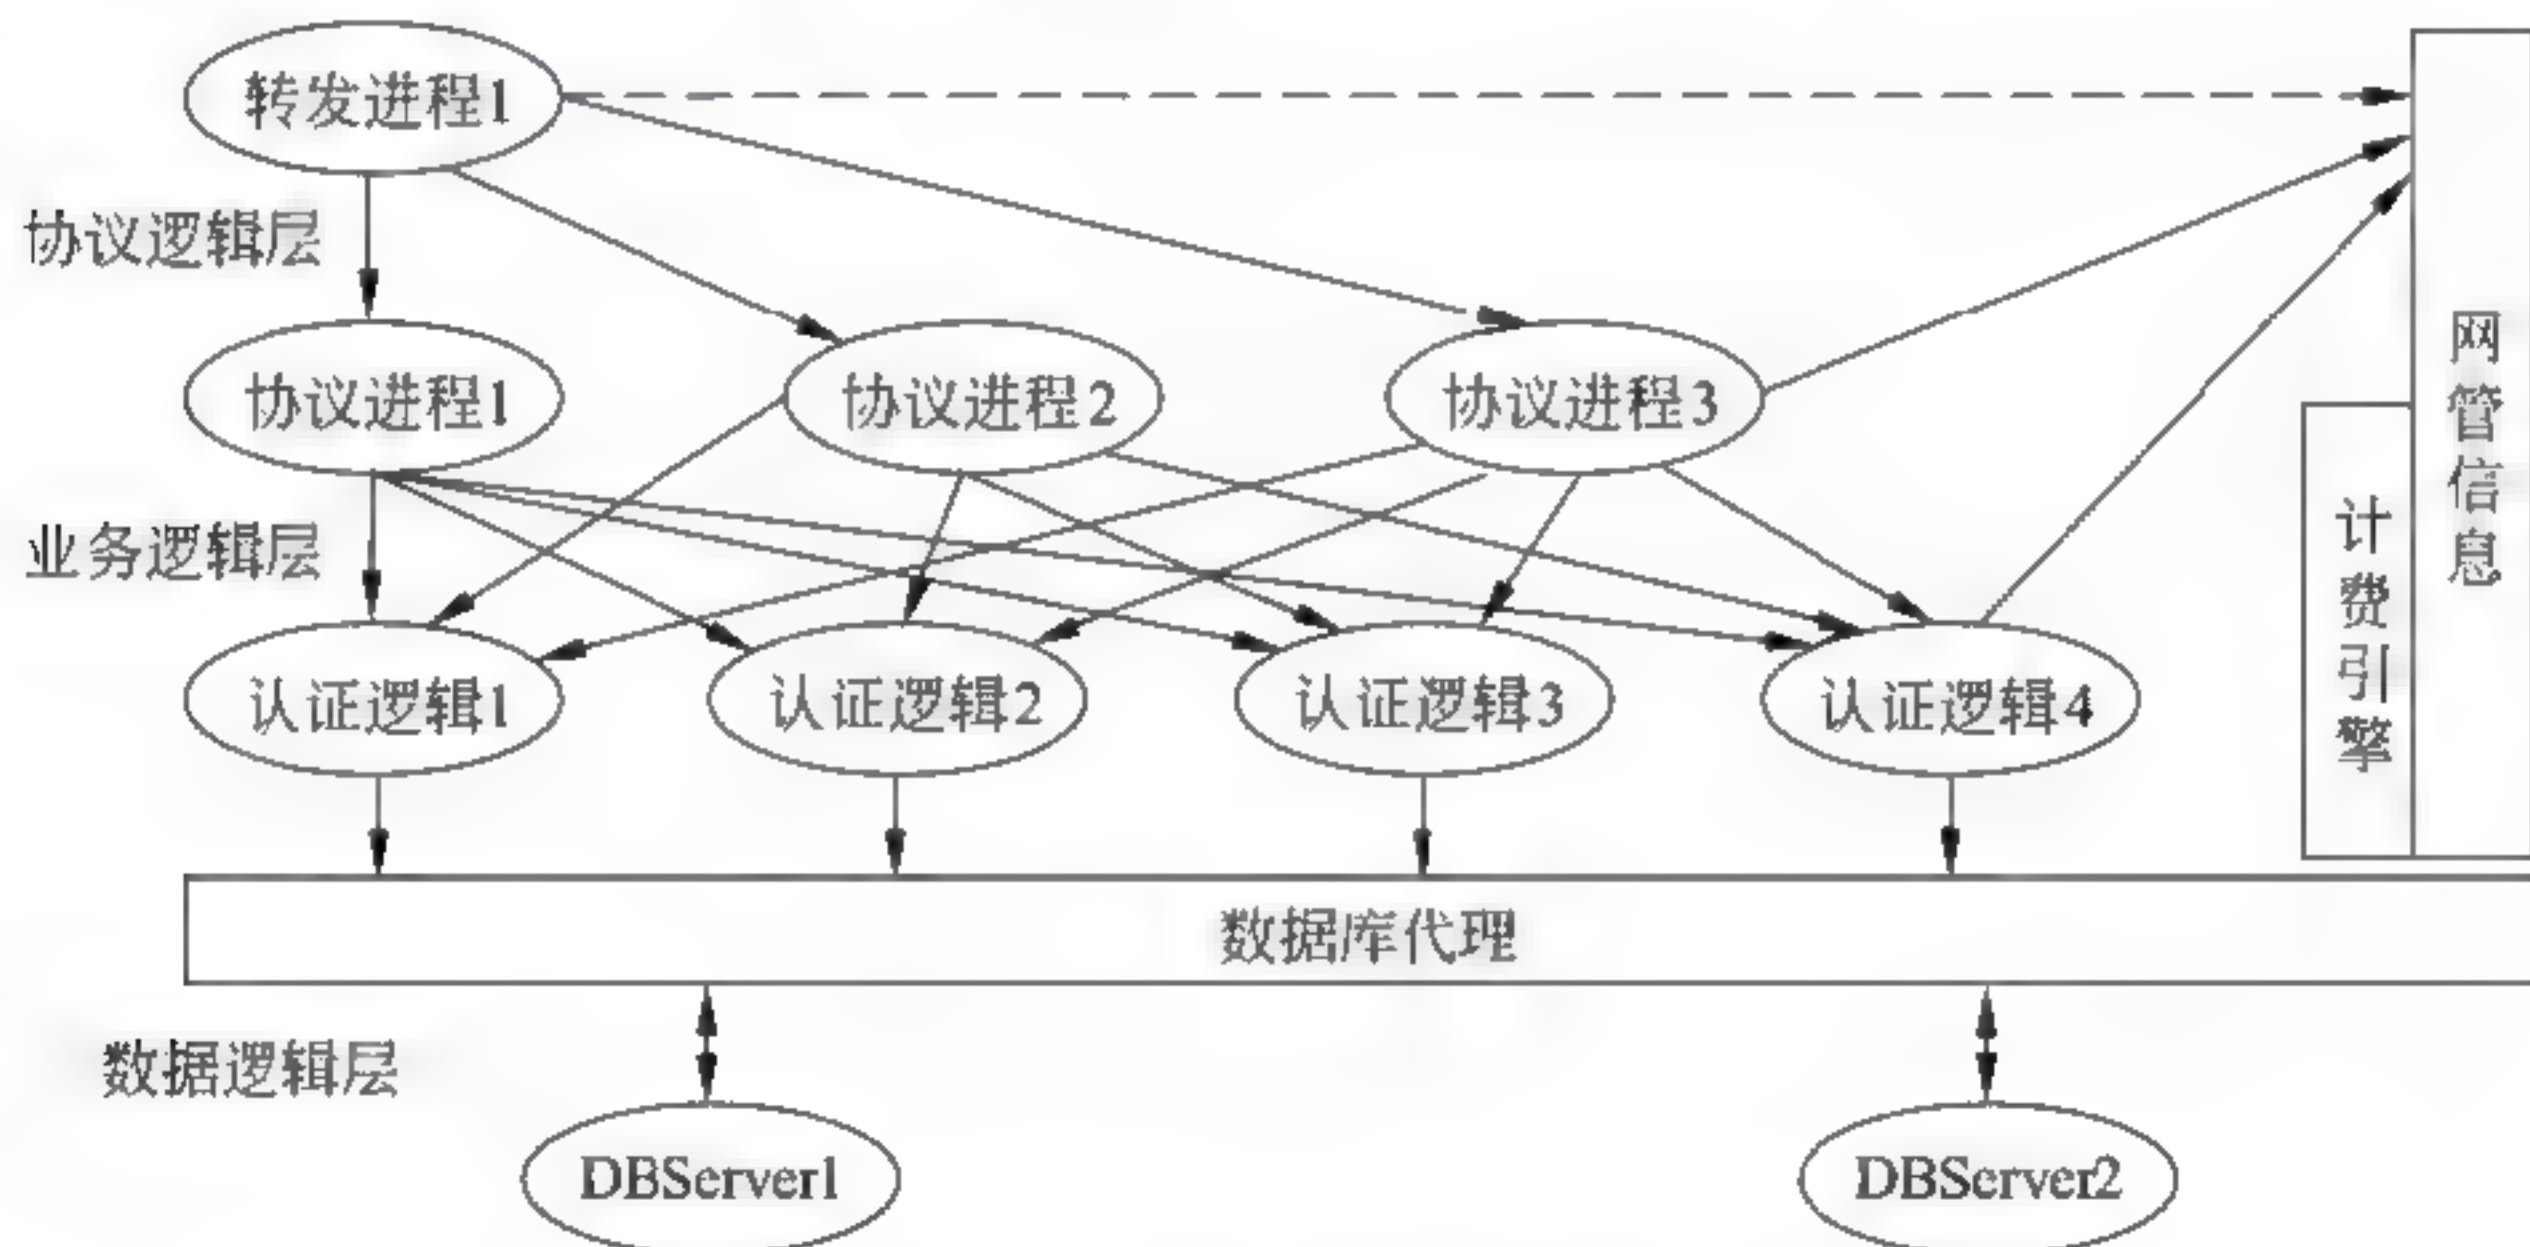 转发进程1
协议逻辑层
协议进程1
协议进程2
协议进程3
网管信息
计费引擎
业务逻辑层
认证逻辑1
认证逻辑2
认证逻辑3
认证逻辑4
数据库代理
数据逻辑层
DBServer1
DBServer2